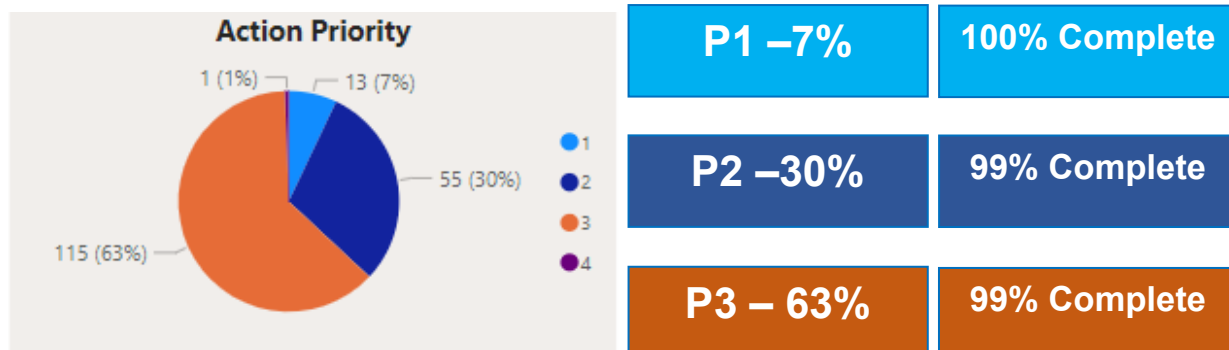 Action Priority
1 (1%)
13 (7%)
55 (30%)
115 (63%)
1
2
3
4
P1 –7%
100% Complete
P2 –30%
99% Complete
P3 – 63%
99% Complete